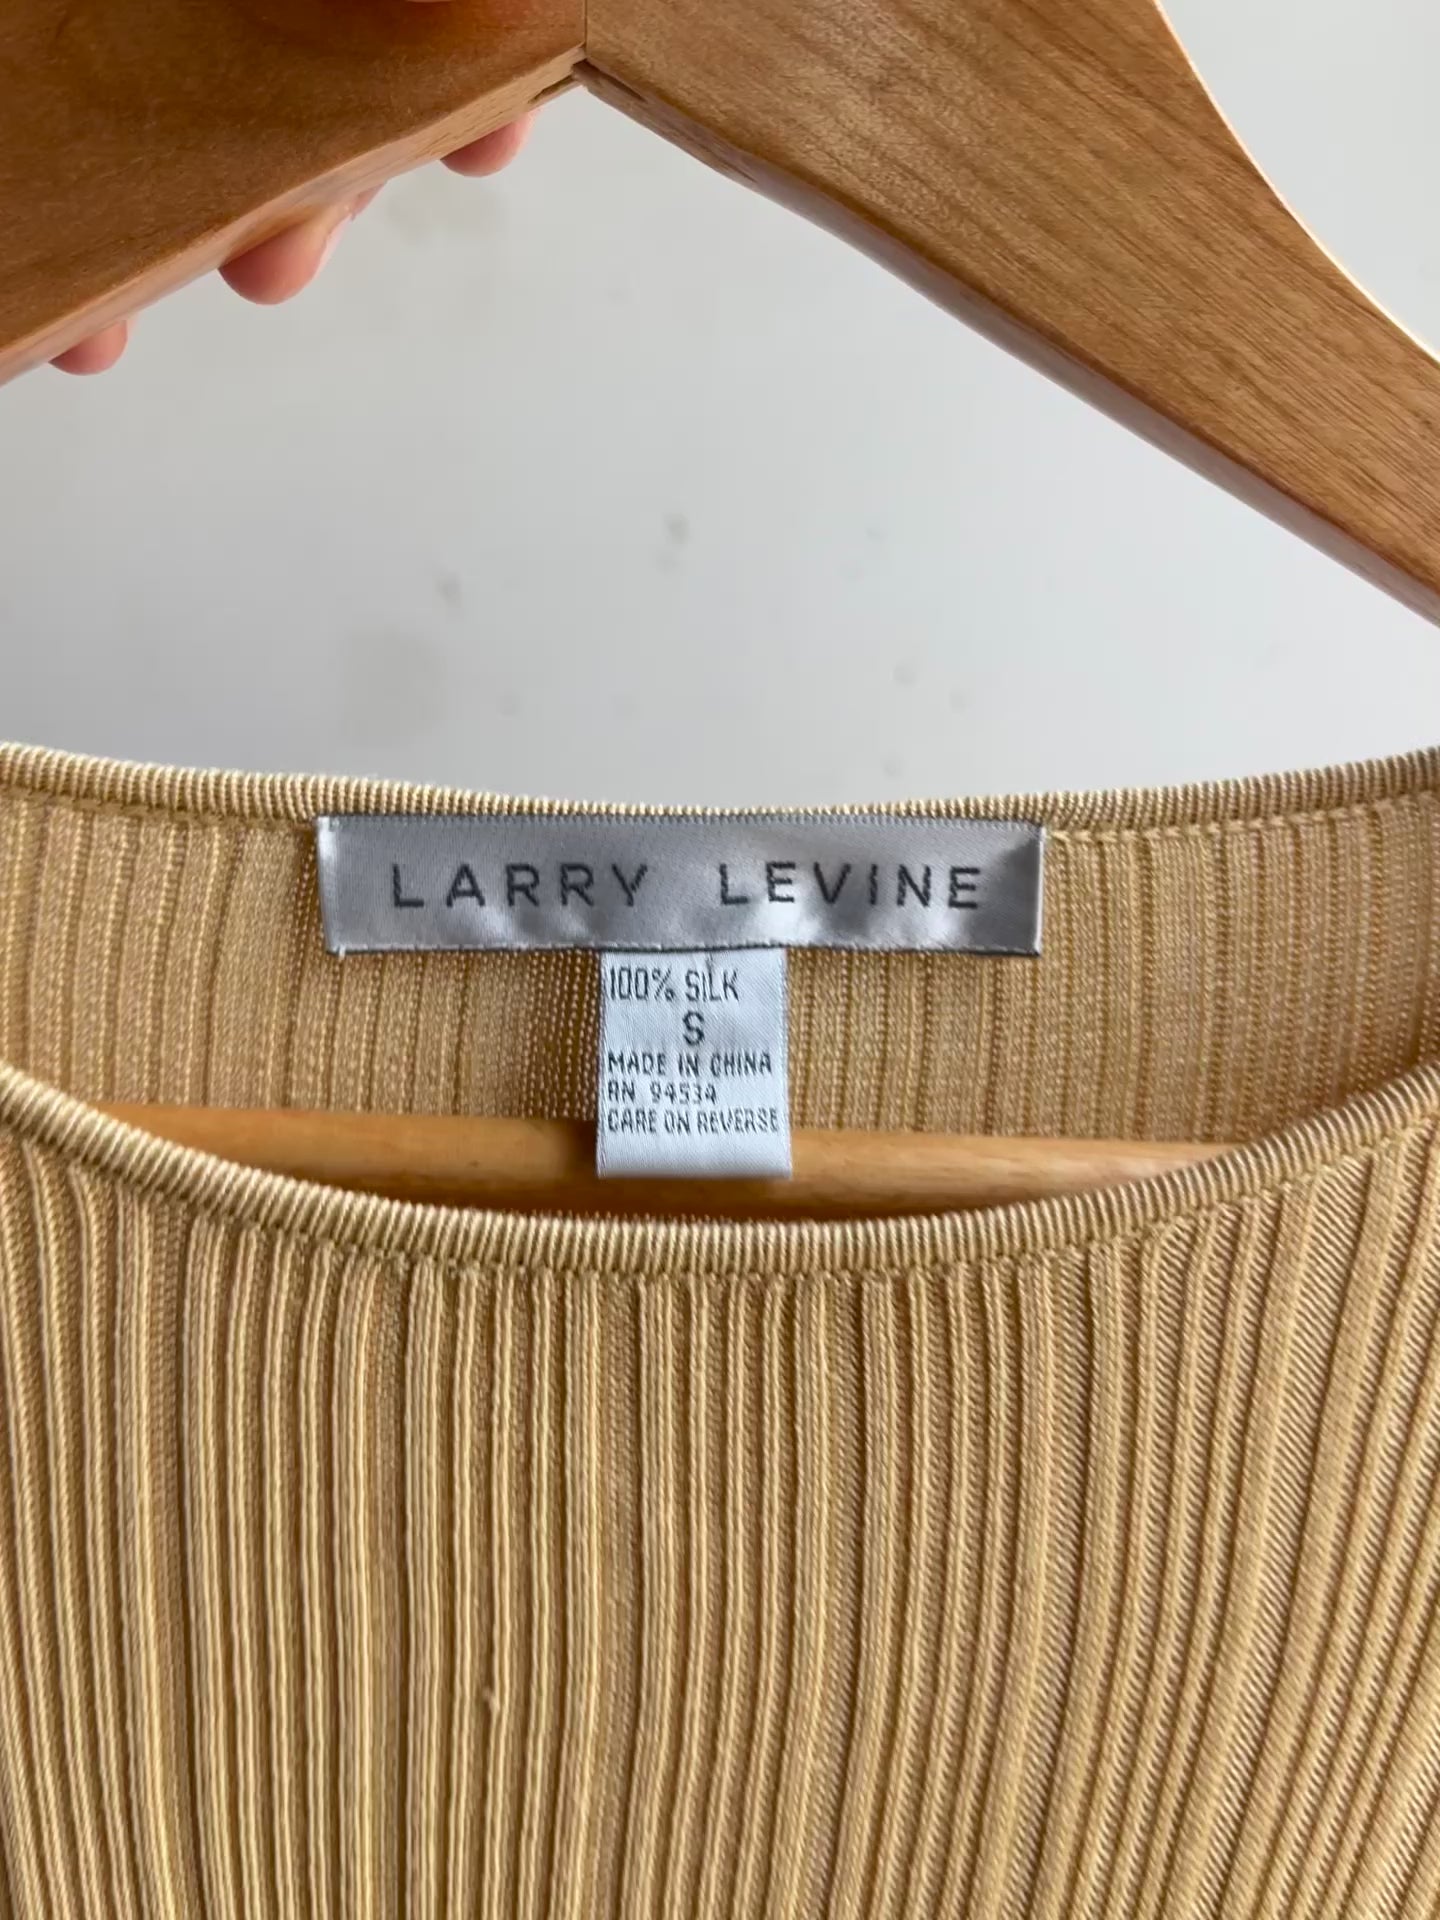 LARRY LEVINE
100% SILK
S
MADE IN CHINA
RN 94534
CARE ON REVERSE